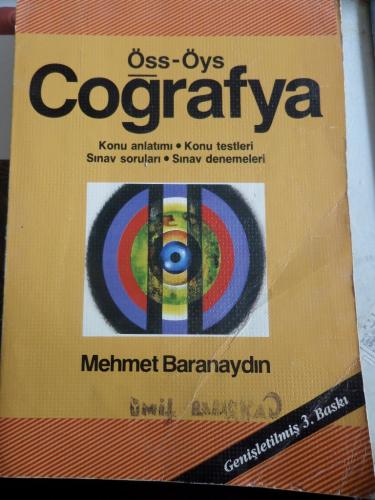 Öss-Öys
Coğrafya
Konu anlatımı • Konu testleri
Sınav soruları • Sınav denemeleri
Mehmet Baranaydın
Genişletilmiş 3. Baskı